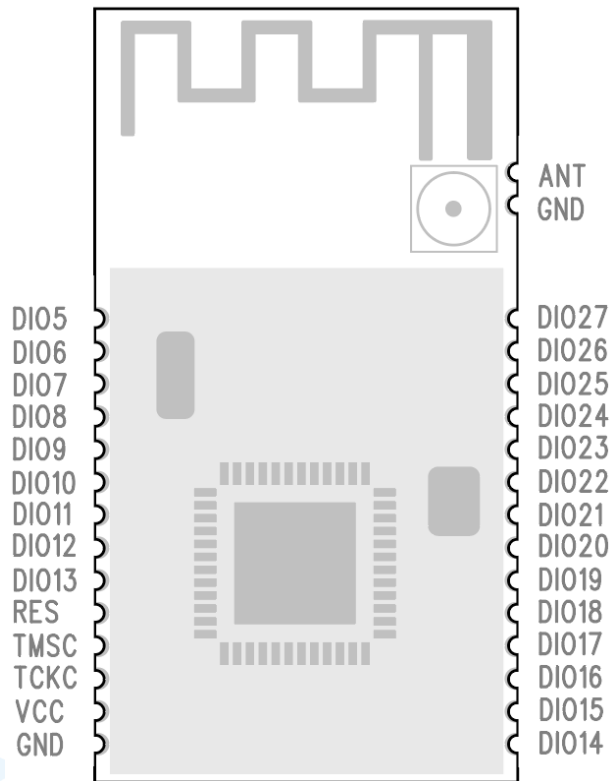 ANT
GND
DIO5
DIO6
DIO7
DIO8
DIO9
DIO10
DIO11
DIO12
DIO13
RES
TMSC
TCKC
VCC
GND
DIO27
DIO26
DIO25
DIO24
DIO23
DIO22
DIO21
DIO20
DIO19
DIO18
DIO17
DIO16
DIO15
DIO14